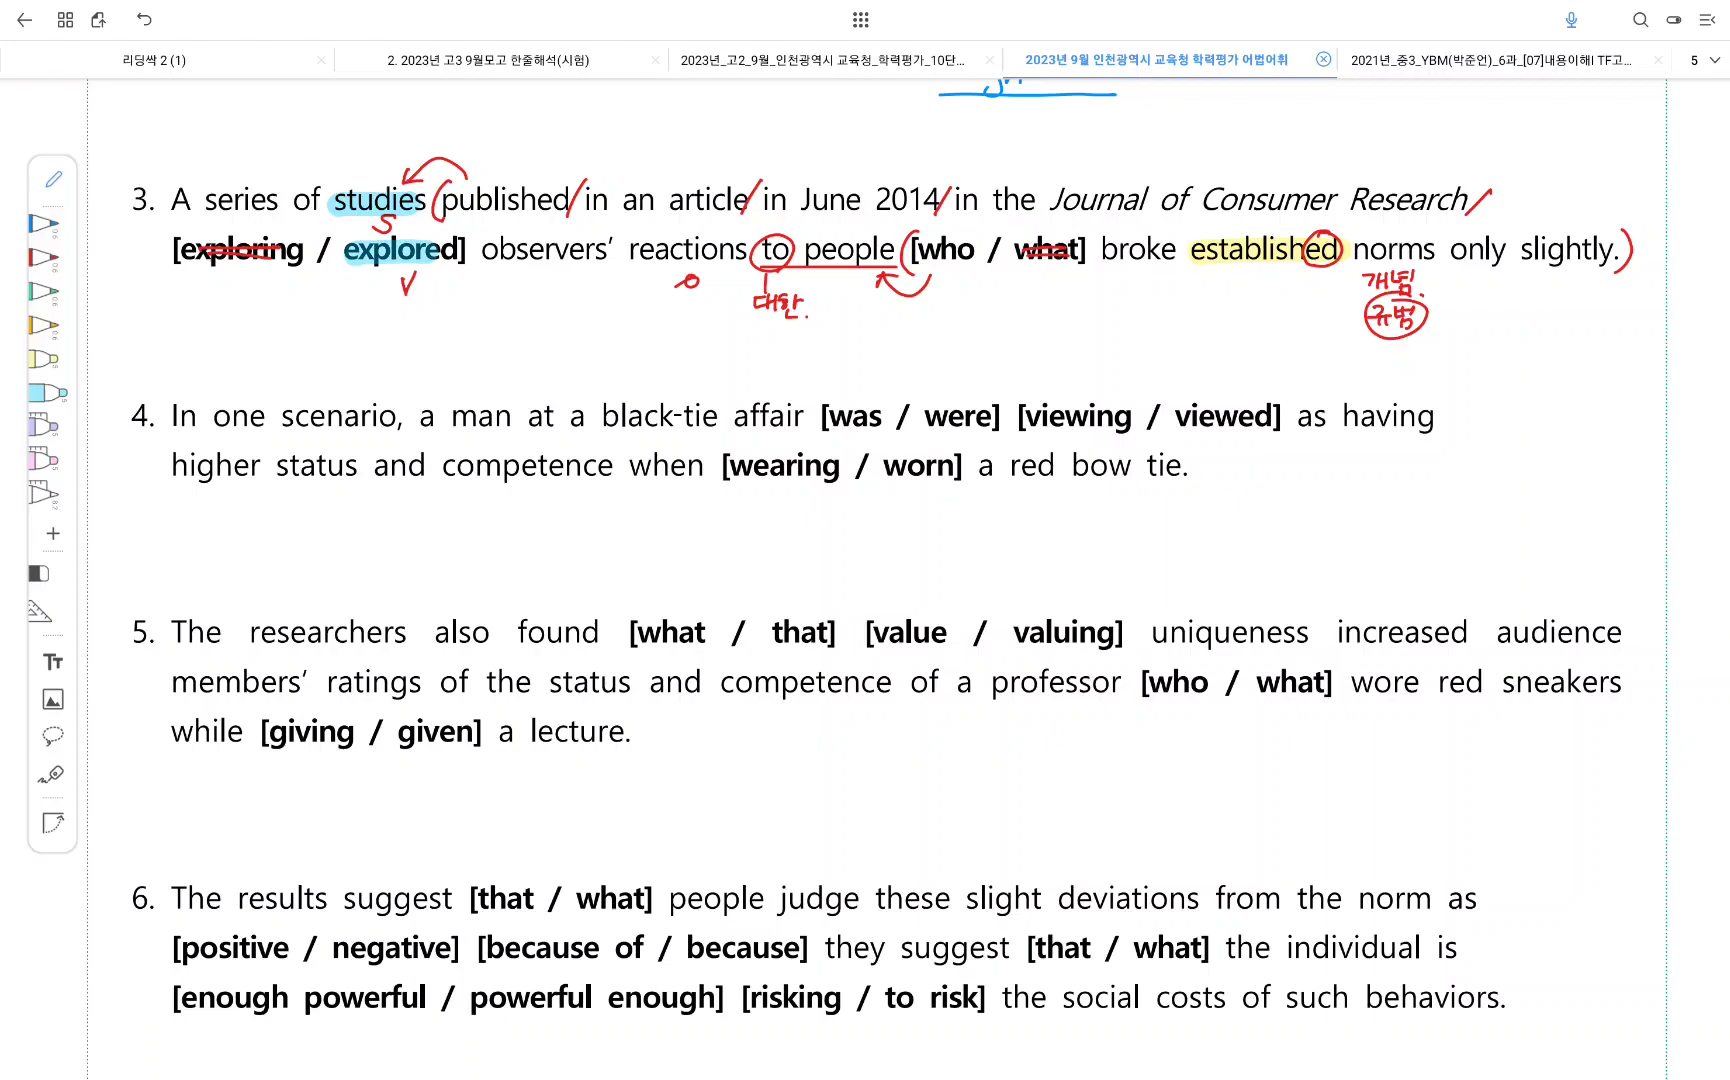 리딩싹 2 (1)
2. 2023년 고3 9월모고 한줄해석(시험)
2023년_고2_9월_인천광역시 교육청_학력평가_10단...
2023년 9월 인천광역시 교육청 학력평가 어법어휘
2021년_중3_YBM(박준언)_6과_[07]내용이해I TF고...
5
3. A series of studies (published/in an article/in June 2014/in the Journal of Consumer Research/
S
[exploring / explored] observers’ reactions to people ([who / what] broke established norms only slightly.)
V
o
대한.
개념.
규범
4. In one scenario, a man at a black-tie affair [was / were] [viewing / viewed] as having
higher status and competence when [wearing / worn] a red bow tie.
5. The researchers also found [what / that] [value / valuing] uniqueness increased audience
members’ ratings of the status and competence of a professor [who / what] wore red sneakers
while [giving / given] a lecture.
6. The results suggest [that / what] people judge these slight deviations from the norm as
[positive / negative] [because of / because] they suggest [that / what] the individual is
[enough powerful / powerful enough] [risking / to risk] the social costs of such behaviors.
Tт